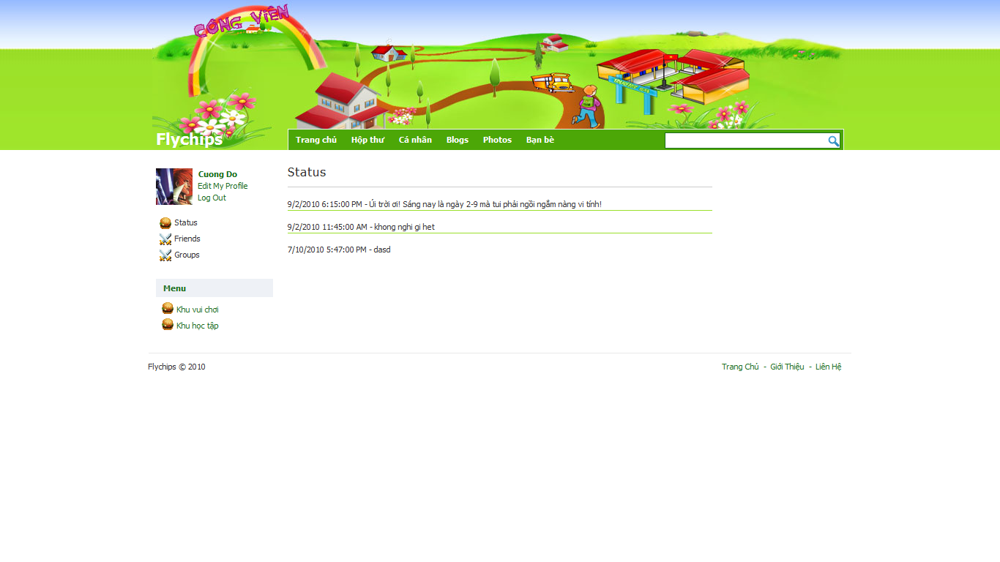 CÔNG VIÊN
Flychips
Trang chủ Hộp thư Cá nhân Blogs Photos Bạn bè
Cuong Do
Edit My Profile
Log Out
Status
Friends
Groups
Menu
Khu vui chơi
Khu học tập
Status
9/2/2010 6:15:00 PM - Úi trời ơi! Sáng nay là ngày 2-9 mà tui phải ngồi ngắm nàng vi tính!
9/2/2010 11:45:00 AM - khong nghi gi het
7/10/2010 5:47:00 PM - dasd
Flychips © 2010
Trang Chủ - Giới Thiệu - Liên Hệ